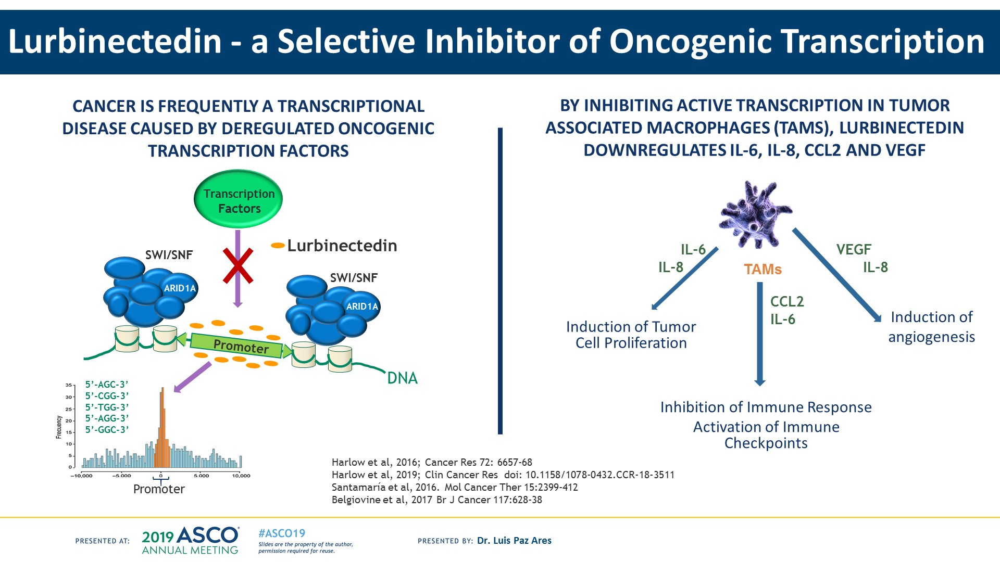 Lurbinectedin - a Selective Inhibitor of Oncogenic Transcription
CANCER IS FREQUENTLY A TRANSCRIPTIONAL
DISEASE CAUSED BY DEREGULATED ONCOGENIC
TRANSCRIPTION FACTORS
Transcription
Factors
Lurbinectedin
SWI/SNF
ARID1A
SWI/SNF
ARID1A
Promoter
DNA
5’-AGC-3’
5’-CGG-3’
5’-TGG-3’
5’-AGG-3’
5’-GGC-3’
Frecuency
35
30
25
20
15
10
5
0
−10,000
−5.000
0
5.000
10,000
Promoter
BY INHIBITING ACTIVE TRANSCRIPTION IN TUMOR
ASSOCIATED MACROPHAGES (TAMS), LURBINECTEDIN
DOWNREGULATES IL-6, IL-8, CCL2 AND VEGF
IL-6
IL-8
TAMs
VEGF
IL-8
CCL2
IL-6
Induction of Tumor
Cell Proliferation
Induction of
angiogenesis
Inhibition of Immune Response
Activation of Immune
Checkpoints
Harlow et al, 2016; Cancer Res 72: 6657-68
Harlow et al, 2019; Clin Cancer Res doi: 10.1158/1078-0432.CCR-18-3511
Santamaría et al, 2016. Mol Cancer Ther 15:2399-412
Belgiovine et al, 2017 Br J Cancer 117:628-38
PRESENTED AT:
2019 ASCO
ANNUAL MEETING
#ASCO19
Slides are the property of the author,
permission required for reuse.
PRESENTED BY: Dr. Luis Paz Ares